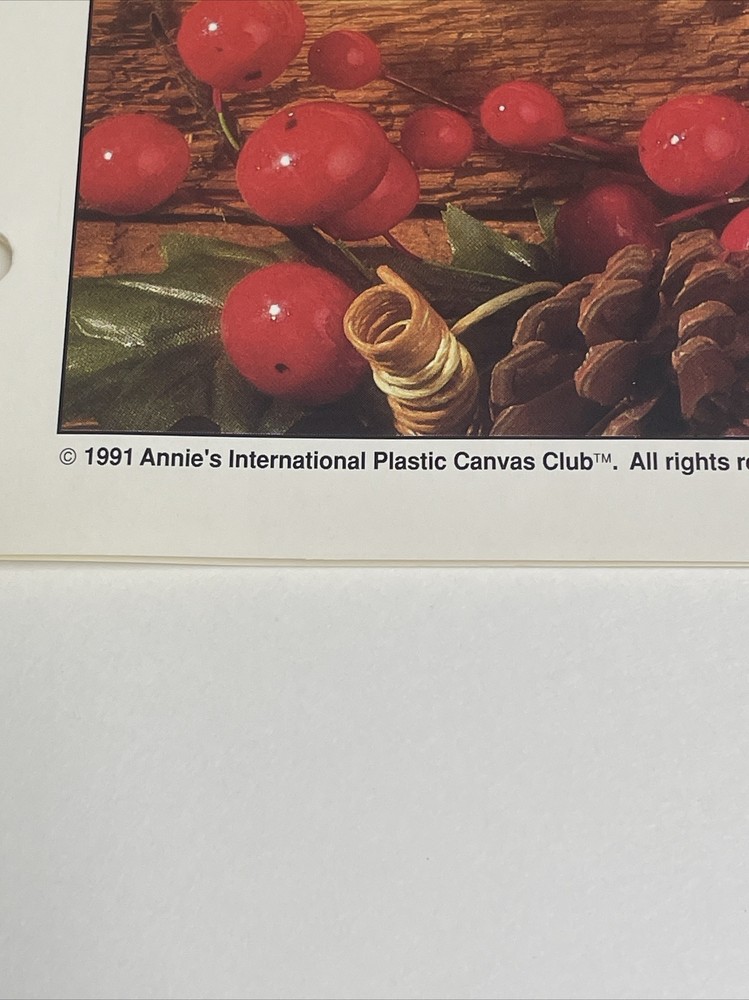 © 1991 Annie's International Plastic Canvas Club™. All rights